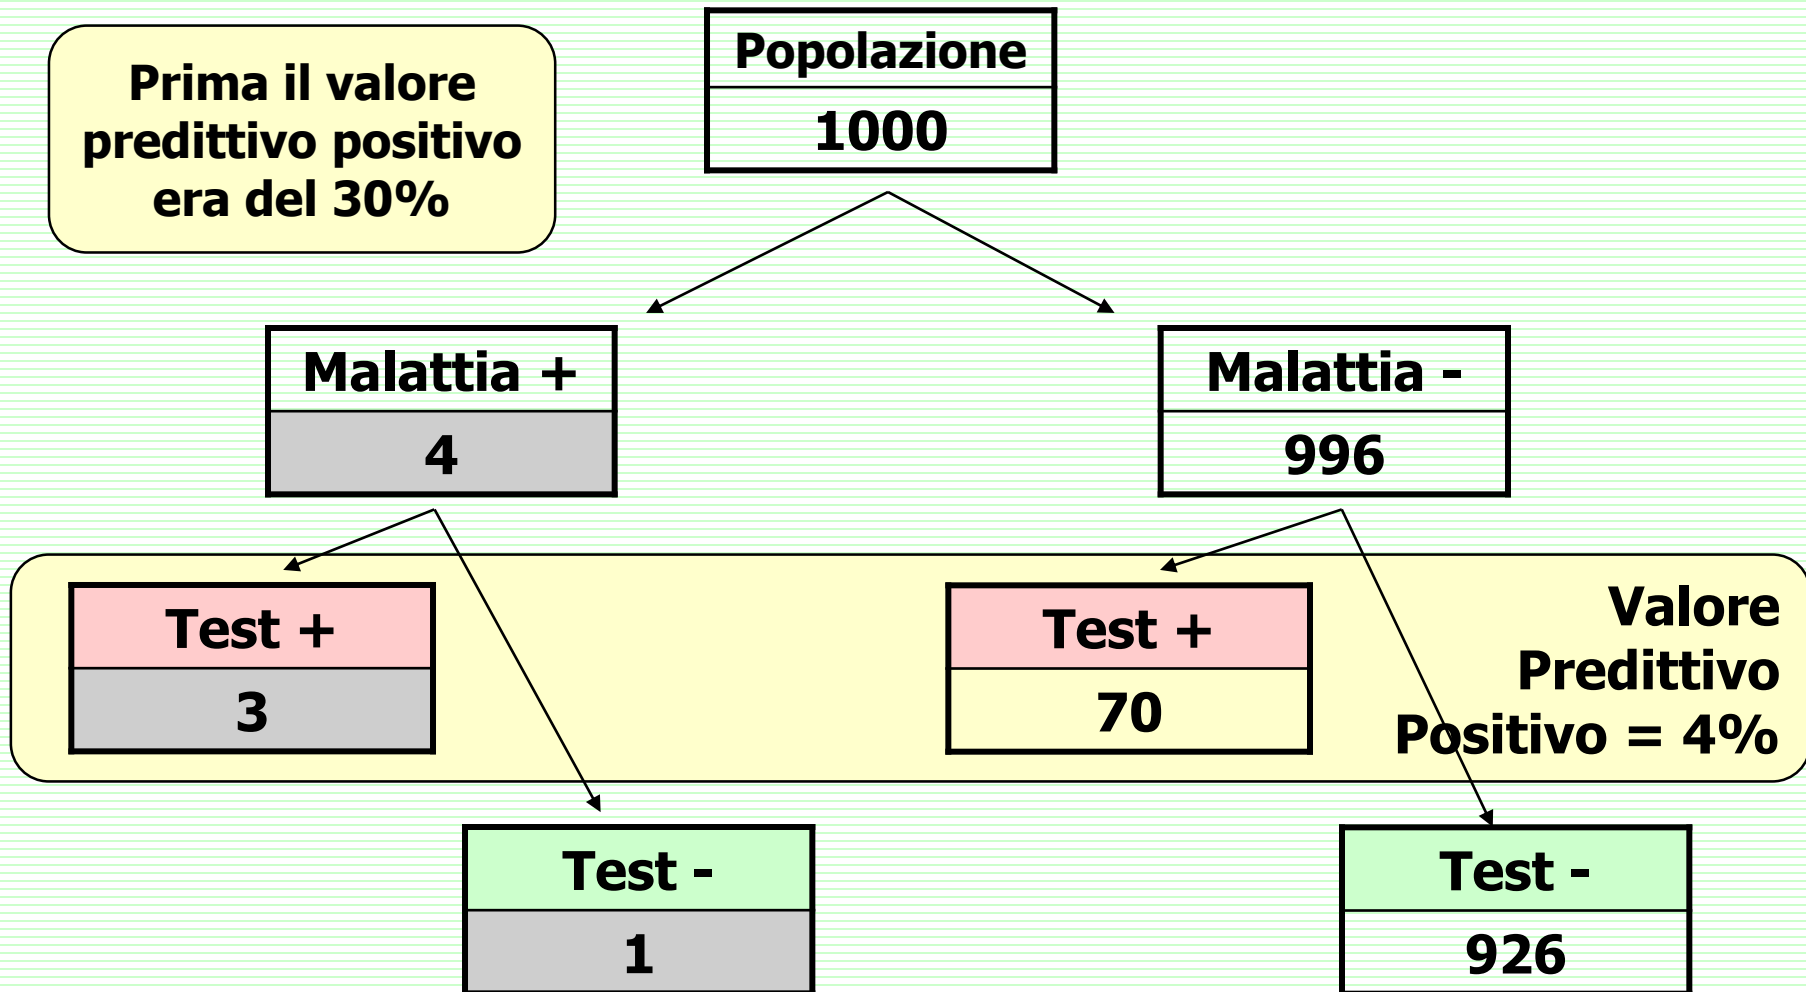 Prima il valore
predittivo positivo
era del 30%
Popolazione
1000
Malattia +
4
Malattia -
996
Test +
3
Test +
70
Valore
Predittivo
Positivo = 4%
Test -
1
Test -
926